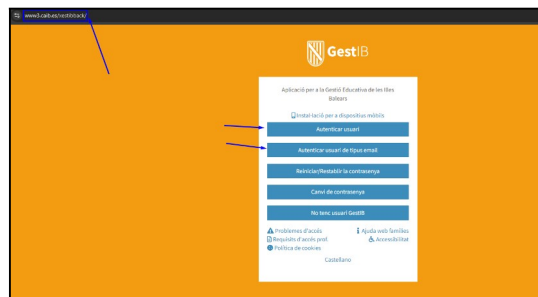 www3.caib.es/xestibback/
GestIB
Aplicació per a la Gestió Educativa de les Illes
Balears
Instal·lació per a dispositius mòbils
Autenticar usuari
Autenticar usuari de tipus email
Reiniciar/Restablir la contrasenya
Canvi de contrasenya
No tenc usuari GestIB
Problemes d'accés
Ajuda web famílies
Requisits d'accés prof.
Accessibilitat
Política de cookies
Castellano